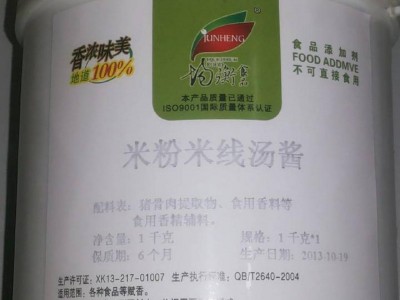 香浓味美
地道100%
JUNHENG
食品添加剂
FOOD ADDMVE
不可直接食用
本产品质量已通过
ISO9001国际质量体系认证
米粉米线汤酱
配料表：猪骨肉提取物、食用香料等
食用香精辅料。
净含量：1千克
规格：1千克*1
保质期：6个月
生产日期：2013-10-19
生产许可证：XK13-217-01007 生产执行标准：QB/T2640-2004
适用范围：各种食品等赋香。